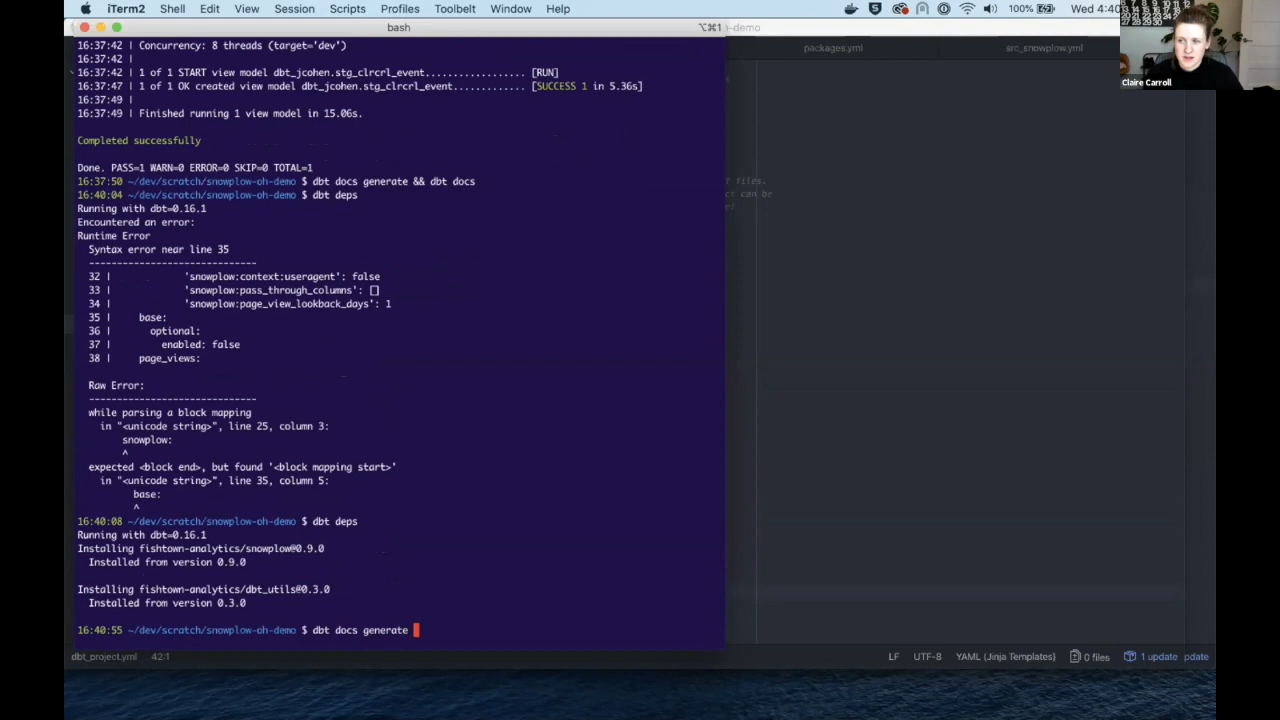 iTerm2 Shell Edit View Session Scripts Profiles Toolbelt Window Help 100% Wed 4:40
bash ⌥⌘1 -demo
packages.yml src_snowplow.yml
16:37:42 | Concurrency: 8 threads (target='dev')
16:37:42 |
16:37:42 | 1 of 1 START view model dbt_jcohen.stg_clrcrl_event.................. [RUN]
16:37:47 | 1 of 1 OK created view model dbt_jcohen.stg_clrcrl_event............. [SUCCESS 1 in 5.36s]
16:37:49 |
16:37:49 | Finished running 1 view model in 15.06s.
Completed successfully
Done. PASS=1 WARN=0 ERROR=0 SKIP=0 TOTAL=1
16:37:50 ~/dev/scratch/snowplow-oh-demo $ dbt docs generate && dbt docs
f files.
16:40:04 ~/dev/scratch/snowplow-oh-demo $ dbt deps
ct can be
Running with dbt=0.16.1
Encountered an error:
Runtime Error
Syntax error near line 35
------------------------------
32 | 'snowplow:context:useragent': false
33 | 'snowplow:pass_through_columns': []
34 | 'snowplow:page_view_lookback_days': 1
35 | base:
36 | optional:
37 | enabled: false
38 | page_views:
Raw Error:
------------------------------
while parsing a block mapping
in "<unicode string>", line 25, column 3:
snowplow:
^
expected <block end>, but found '<block mapping start>'
in "<unicode string>", line 35, column 5:
base:
^
16:40:08 ~/dev/scratch/snowplow-oh-demo $ dbt deps
Running with dbt=0.16.1
Installing fishtown-analytics/snowplow@0.9.0
Installed from version 0.9.0
Installing fishtown-analytics/dbt_utils@0.3.0
Installed from version 0.3.0
16:40:55 ~/dev/scratch/snowplow-oh-demo $ dbt docs generate
dbt_project.yml 42:1 LF UTF-8 YAML (Jinja Templates) 0 files 1 update pdate
Claire Carroll